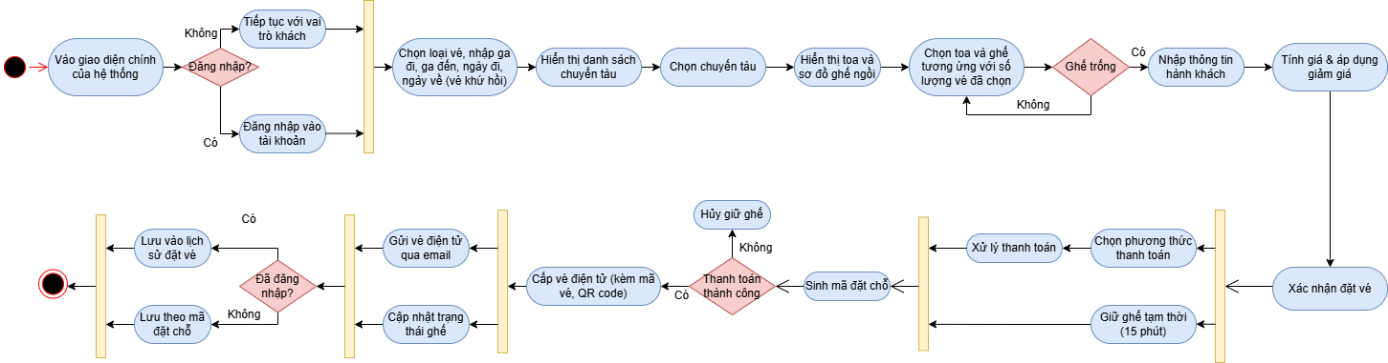 Vào giao diện chính
của hệ thống
Đăng nhập?
Không
Tiếp tục với vai
trò khách
Có
Đăng nhập vào
tài khoản
Chọn loại vé, nhập ga
đi, ga đến, ngày đi,
ngày về (vé khứ hồi)
Hiển thị danh sách
chuyến tàu
Chọn chuyến tàu
Hiển thị toa và
sơ đồ ghế ngồi
Chọn toa và ghế
tương ứng với số
lượng vé đã chọn
Ghế trống
Không
Có
Nhập thông tin
hành khách
Tính giá & áp dụng
giảm giá
Xác nhận đặt vé
Chọn phương thức
thanh toán
Xử lý thanh toán
Giữ ghế tạm thời
(15 phút)
Sinh mã đặt chỗ
Thanh toán
thành công
Không
Hủy giữ ghế
Có
Cấp vé điện tử (kèm mã
vé, QR code)
Gửi vé điện tử
qua email
Cập nhật trạng
thái ghế
Đã đăng
nhập?
Có
Lưu vào lịch
sử đặt vé
Không
Lưu theo mã
đặt chỗ